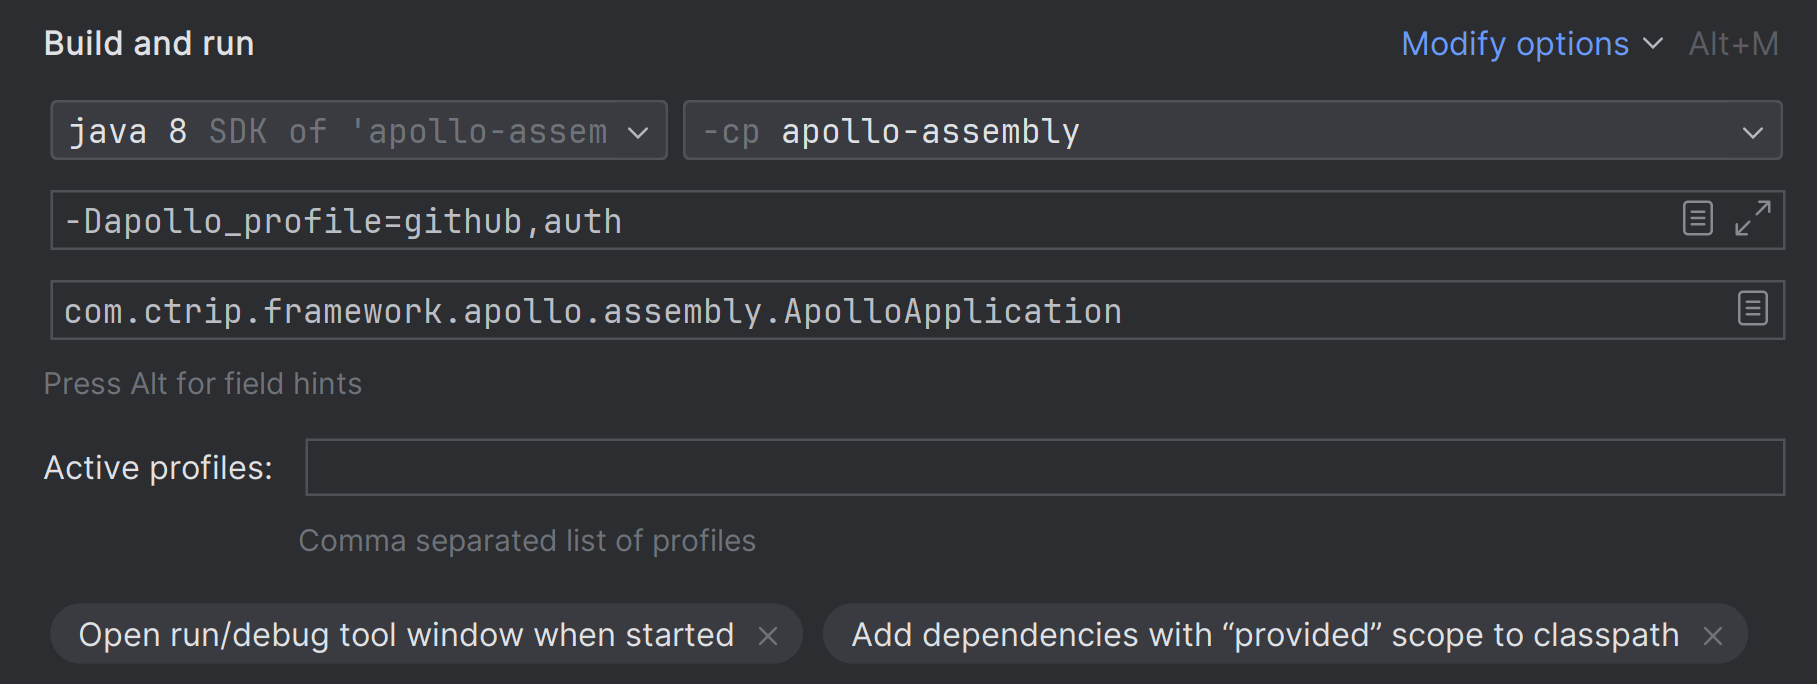 Build and run
Modify options Alt+M
java 8 SDK of 'apollo-assem
-cp apollo-assembly
-Dapollo_profile=github,auth
com.ctrip.framework.apollo.assembly.ApolloApplication
Press Alt for field hints
Active profiles:
Comma separated list of profiles
Open run/debug tool window when started
Add dependencies with “provided” scope to classpath